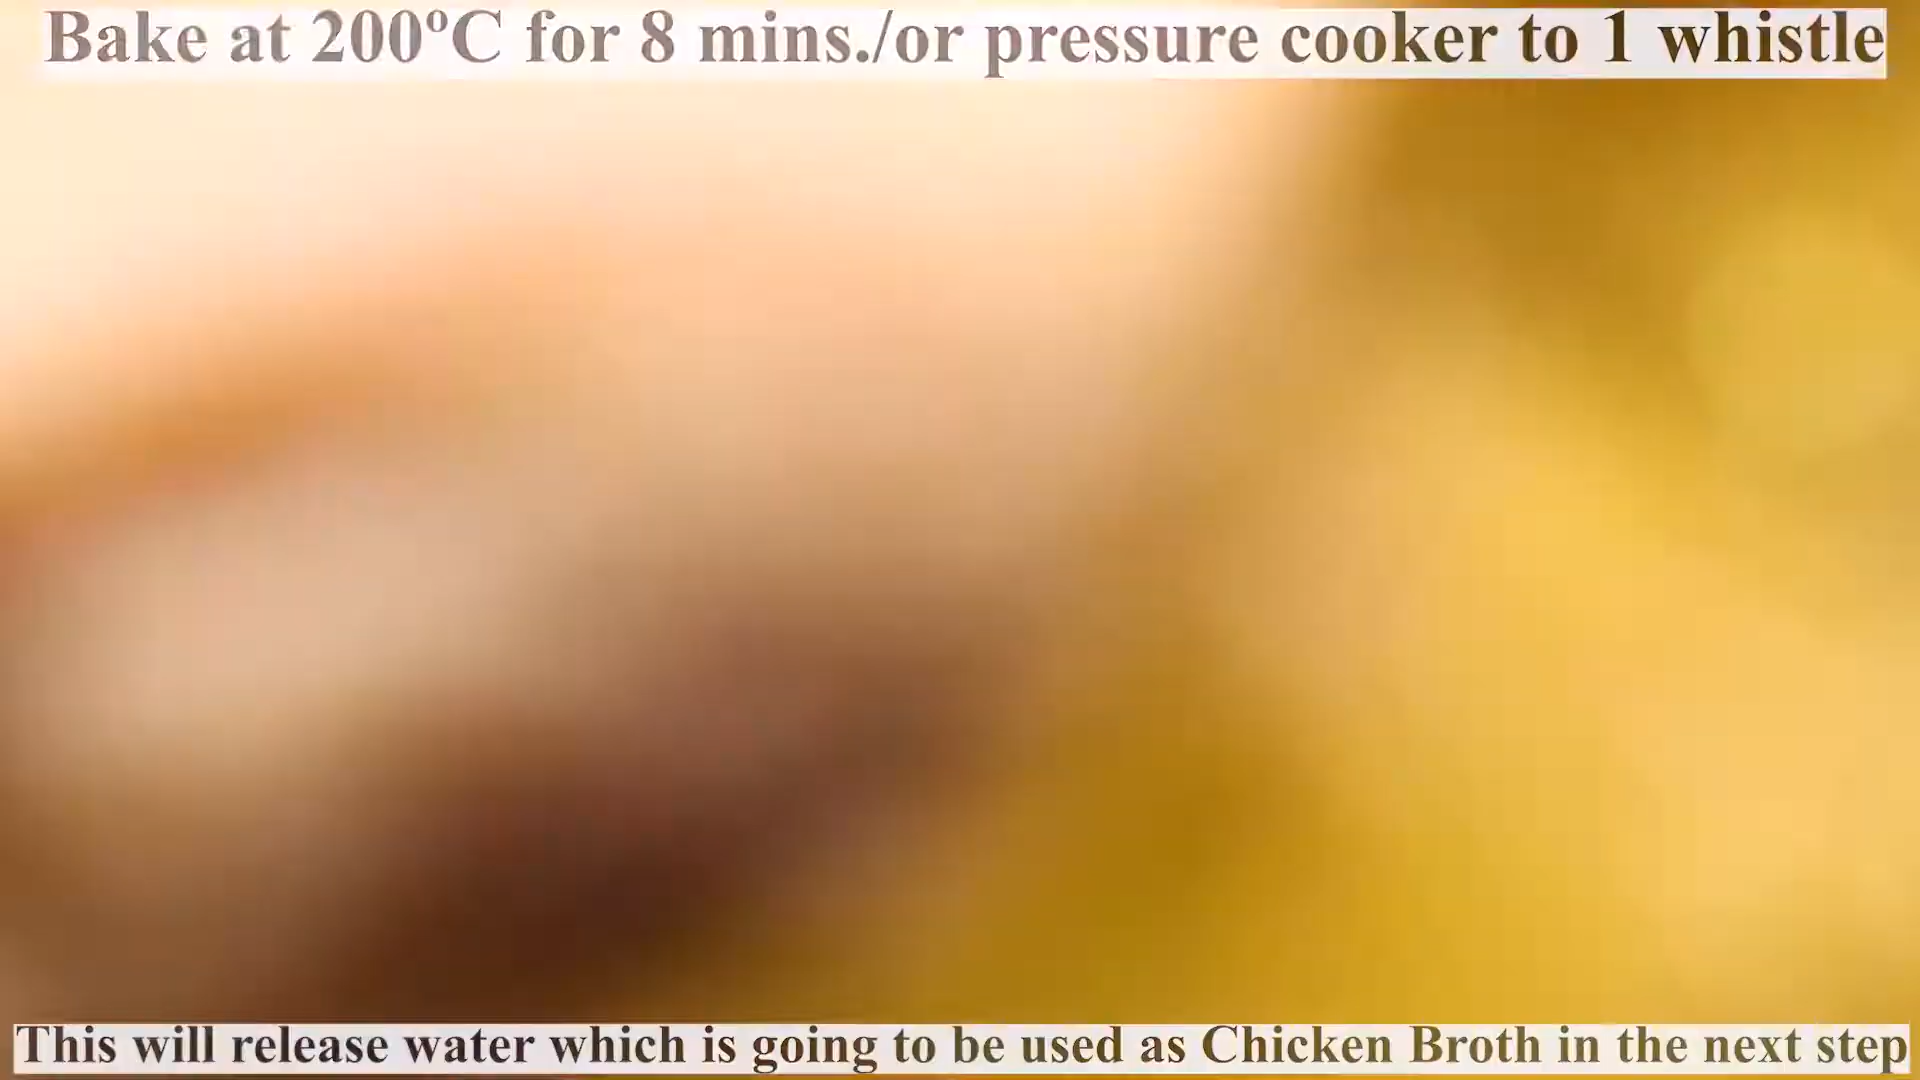 Bake at 200ºC for 8 mins./or pressure cooker to 1 whistle
This will release water which is going to be used as Chicken Broth in the next step